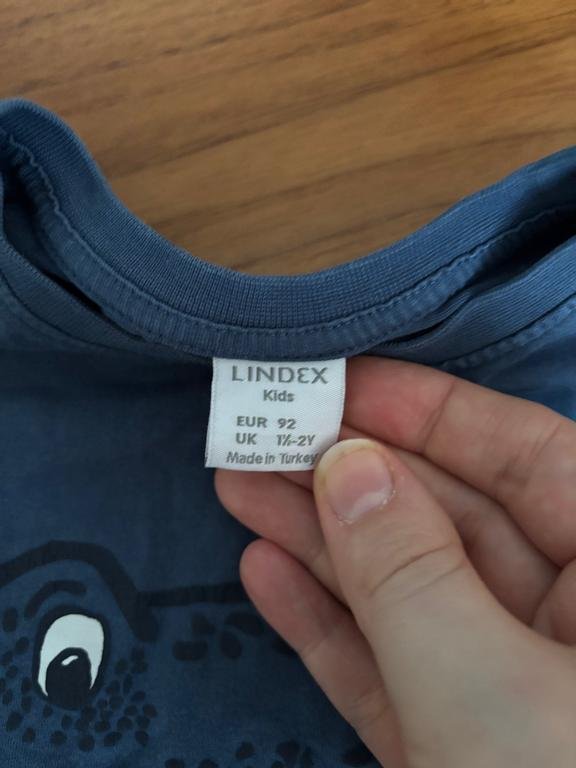 LINDEX
Kids
EUR 92
UK 1½-2Y
Made in Turkey